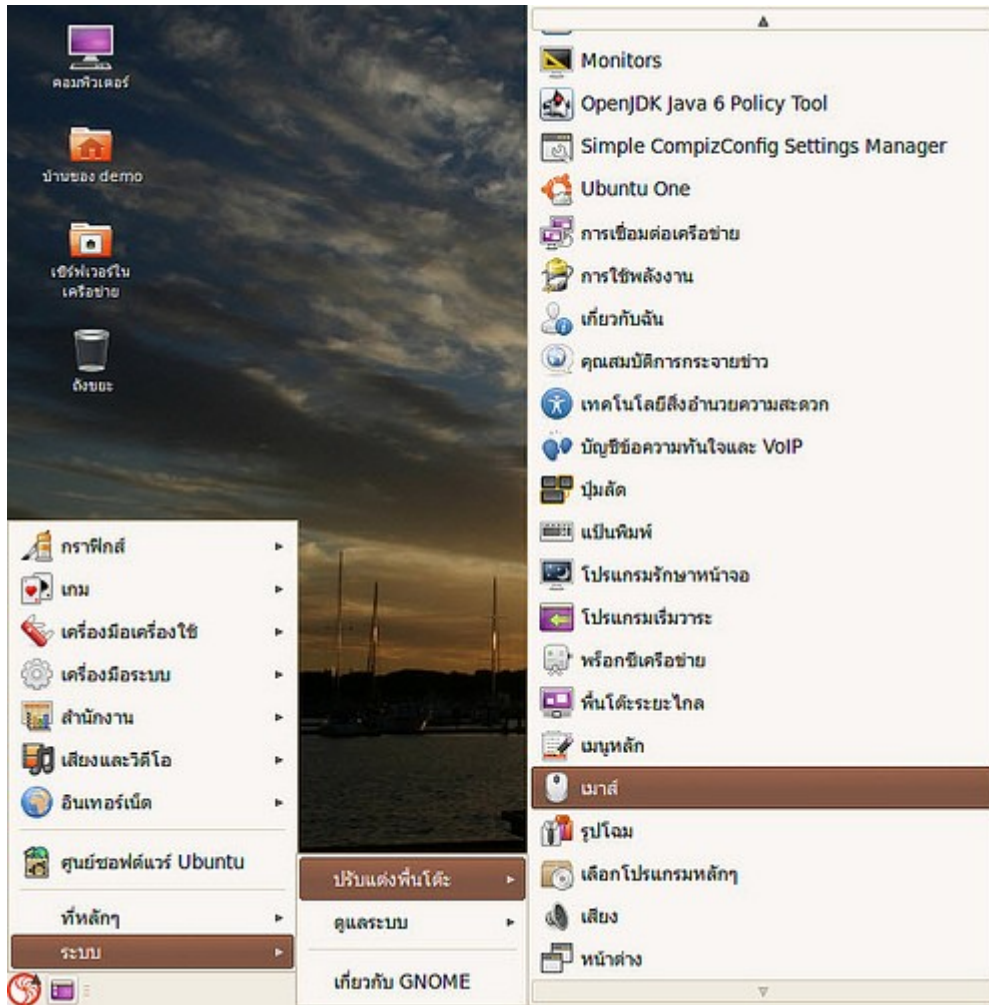 คอมพิวเตอร์
บ้านของ demo
เซิร์ฟเวอร์ใน
เครือข่าย
ถังขยะ
กราฟิกส์
เกม
เครื่องมือเครื่องใช้
เครื่องมือระบบ
สำนักงาน
เสียงและวิดีโอ
อินเทอร์เน็ต
ศูนย์ซอฟต์แวร์ Ubuntu
ที่หลักๆ
ระบบ
ปรับแต่งพื้นโต๊ะ
ดูแลระบบ
เกี่ยวกับ GNOME
Monitors
OpenJDK Java 6 Policy Tool
Simple CompizConfig Settings Manager
Ubuntu One
การเชื่อมต่อเครือข่าย
การใช้พลังงาน
เกี่ยวกับฉัน
คุณสมบัติการกระจายข่าว
เทคโนโลยีสิ่งอำนวยความสะดวก
บัญชีข้อความทันใจและ VoIP
ปุ่มลัด
แป้นพิมพ์
โปรแกรมรักษาหน้าจอ
โปรแกรมเริ่มวาระ
พร็อกซีเครือข่าย
พื้นโต๊ะระยะไกล
เมนูหลัก
เมาส์
รูปโฉม
เลือกโปรแกรมหลักๆ
เสียง
หน้าต่าง